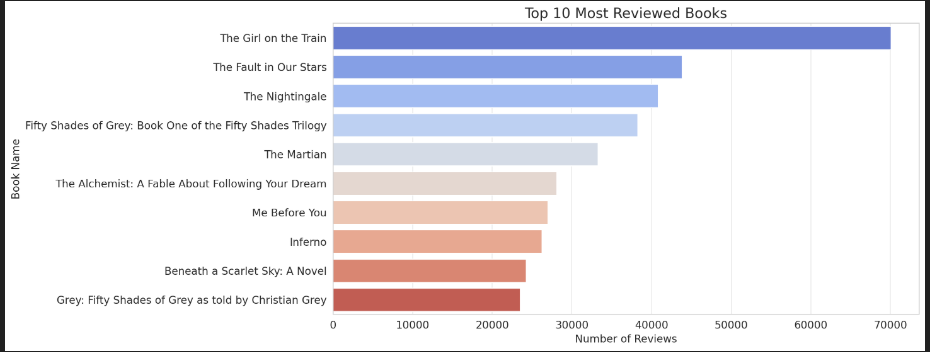 Top 10 Most Reviewed Books
Book Name
The Girl on the Train
The Fault in Our Stars
The Nightingale
Fifty Shades of Grey: Book One of the Fifty Shades Trilogy
The Martian
The Alchemist: A Fable About Following Your Dream
Me Before You
Inferno
Beneath a Scarlet Sky: A Novel
Grey: Fifty Shades of Grey as told by Christian Grey
0 10000 20000 30000 40000 50000 60000 70000
Number of Reviews